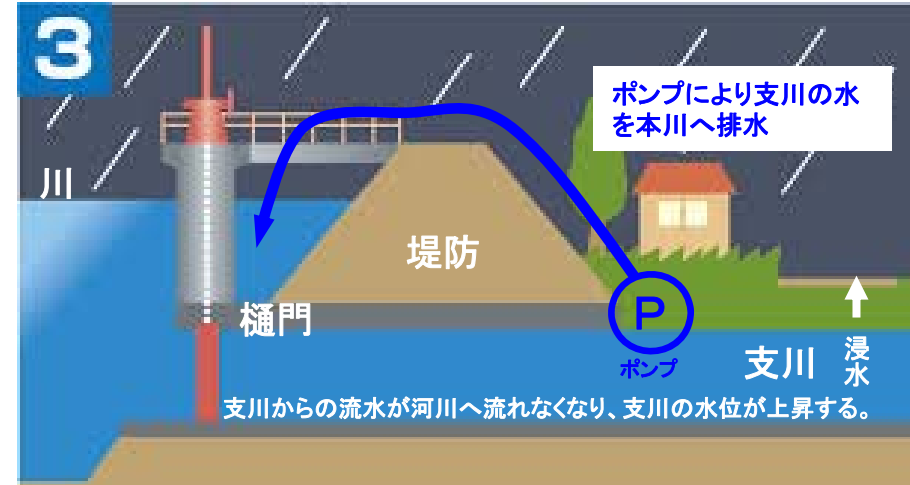 3
ポンプにより支川の水
を本川へ排水
川
堤防
樋門
P
ポンプ
支川
浸水
支川からの流水が河川へ流れなくなり、支川の水位が上昇する。